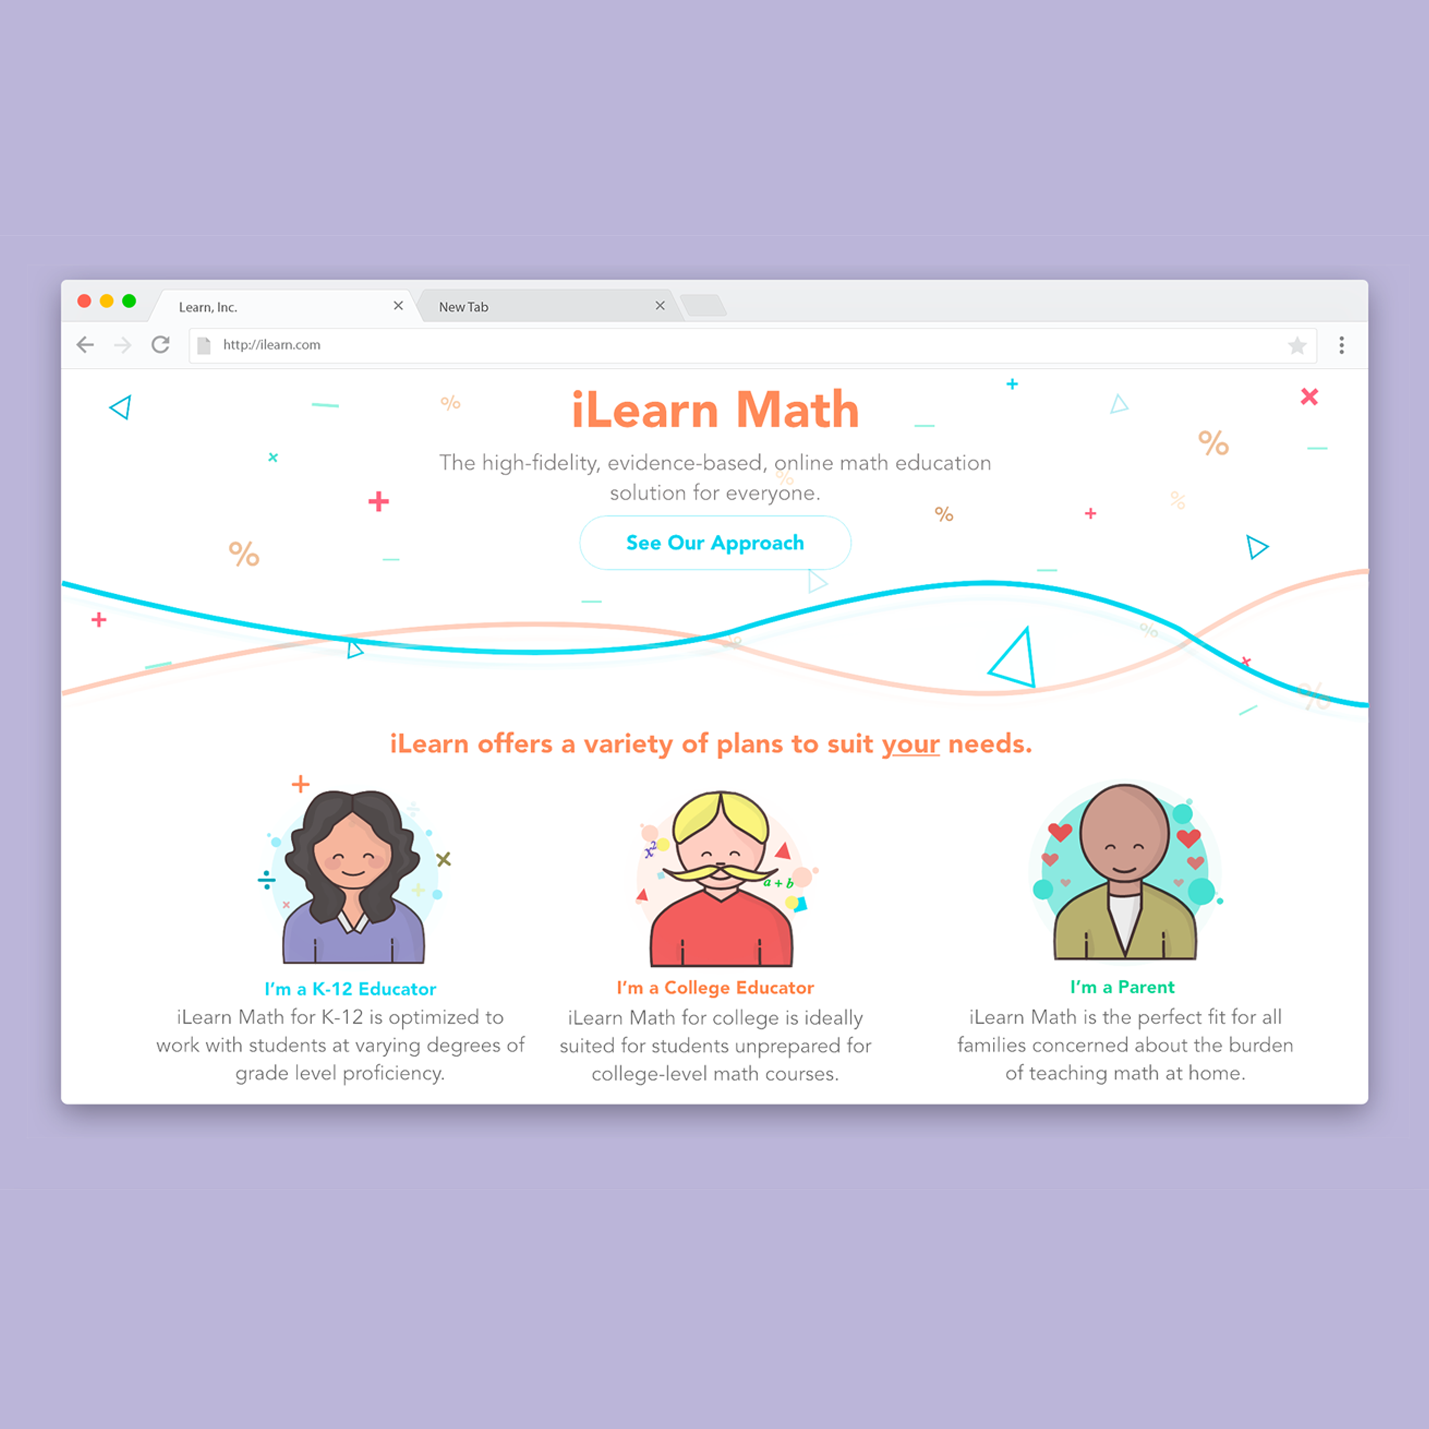 Learn, Inc.
New Tab
http://ilearn.com
iLearn Math
The high-fidelity, evidence-based, online math education
solution for everyone.
See Our Approach
iLearn offers a variety of plans to suit your needs.
x²
a + b
I'm a K-12 Educator
iLearn Math for K-12 is optimized to
work with students at varying degrees of
grade level proficiency.
I'm a College Educator
iLearn Math for college is ideally
suited for students unprepared for
college-level math courses.
I'm a Parent
iLearn Math is the perfect fit for all
families concerned about the burden
of teaching math at home.